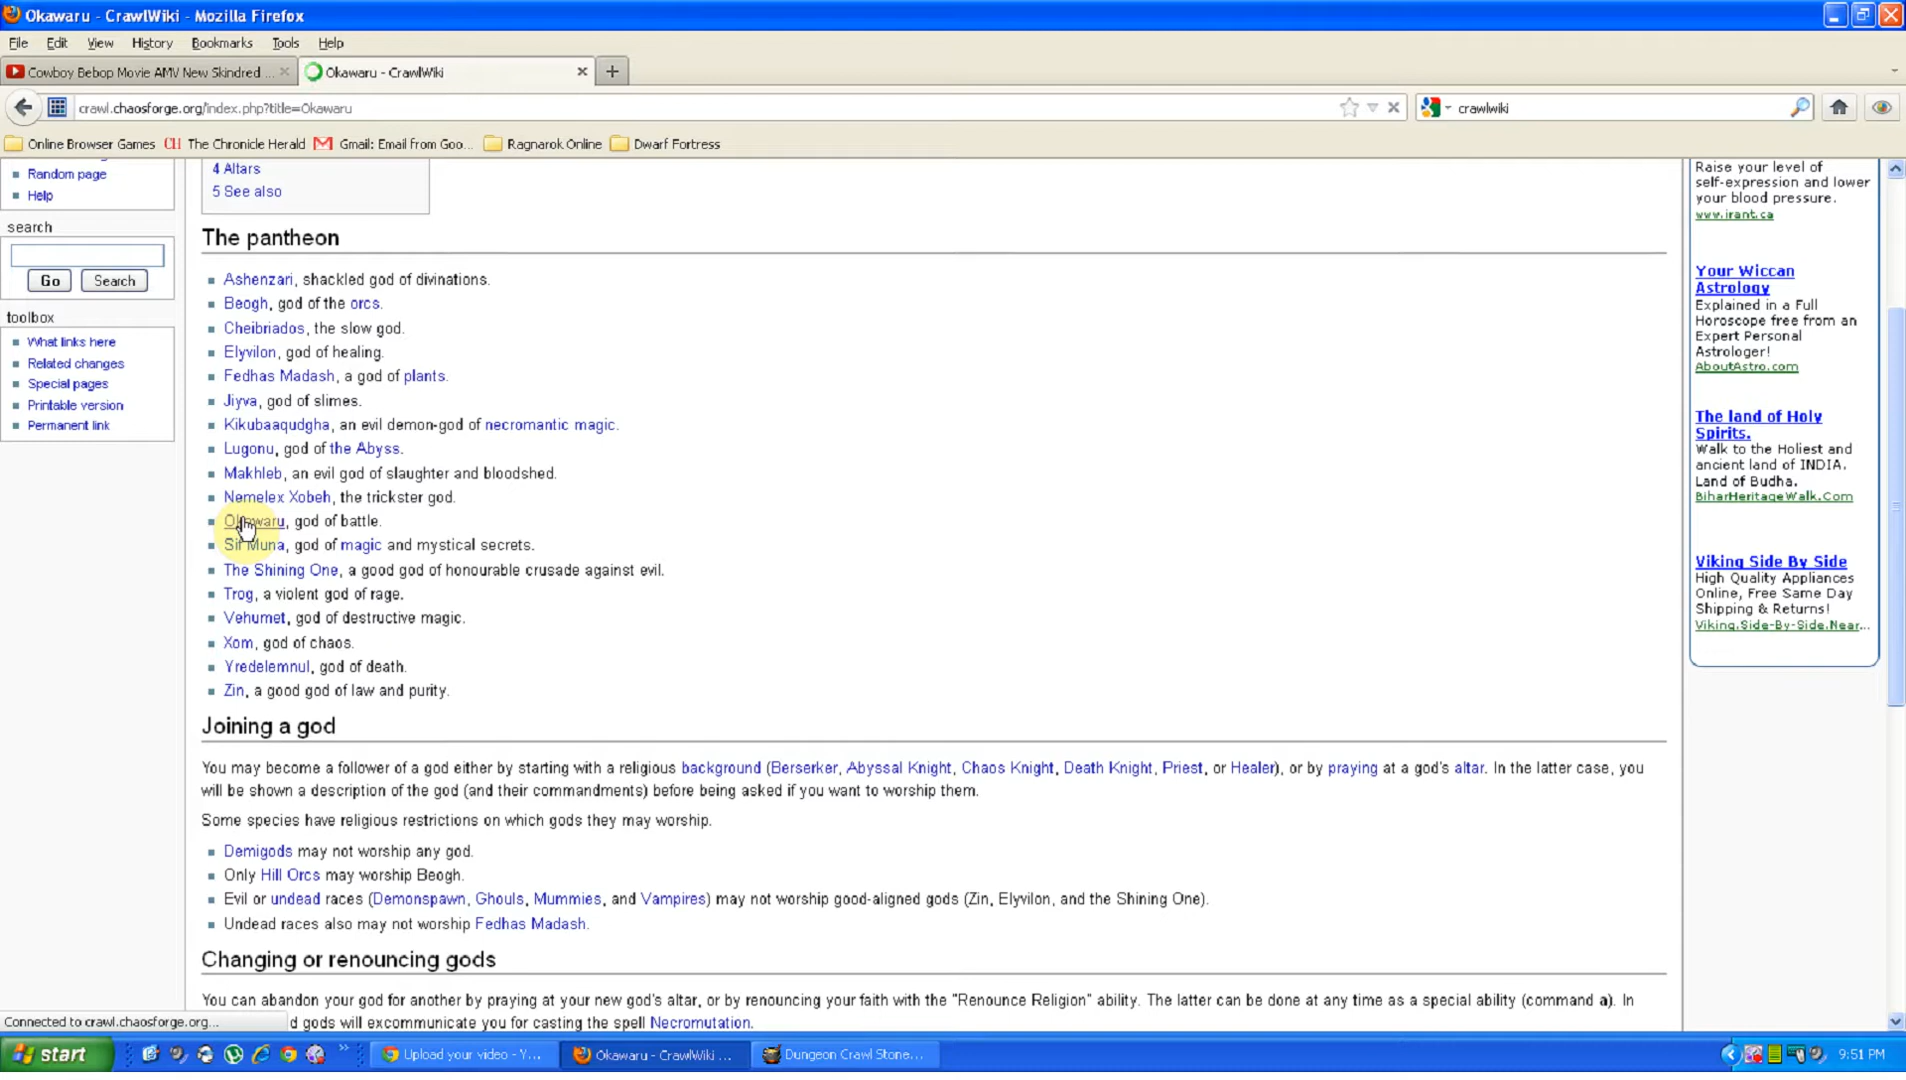 Okawaru - CrawlWiki - Mozilla Firefox
File Edit View History Bookmarks Tools Help
Cowboy Bebop Movie AMV New Skindred ...
Okawaru - CrawlWiki
crawl.chaosforge.org/index.php?title=Okawaru
crawlwiki
Online Browser Games
The Chronicle Herald
Gmail: Email from Goo...
Ragnarok Online
Dwarf Fortress
Random page
Help
search
Go Search
toolbox
What links here
Related changes
Special pages
Printable version
Permanent link
4 Altars
5 See also
The pantheon
Ashenzari, shackled god of divinations.
Beogh, god of the orcs.
Cheibriados, the slow god.
Elyvilon, god of healing.
Fedhas Madash, a god of plants.
Jiyva, god of slimes.
Kikubaaqudgha, an evil demon-god of necromantic magic.
Lugonu, god of the Abyss.
Makhleb, an evil god of slaughter and bloodshed.
Nemelex Xobeh, the trickster god.
Okawaru, god of battle.
Sif Muna, god of magic and mystical secrets.
The Shining One, a good god of honourable crusade against evil.
Trog, a violent god of rage.
Vehumet, god of destructive magic.
Xom, god of chaos.
Yredelemnul, god of death.
Zin, a good god of law and purity.
Joining a god
You may become a follower of a god either by starting with a religious background (Berserker, Abyssal Knight, Chaos Knight, Death Knight, Priest, or Healer), or by praying at a god's altar. In the latter case, you
will be shown a description of the god (and their commandments) before being asked if you want to worship them.
Some species have religious restrictions on which gods they may worship.
Demigods may not worship any god.
Only Hill Orcs may worship Beogh.
Evil or undead races (Demonspawn, Ghouls, Mummies, and Vampires) may not worship good-aligned gods (Zin, Elyvilon, and the Shining One).
Undead races also may not worship Fedhas Madash.
Changing or renouncing gods
You can abandon your god for another by praying at your new god's altar, or by renouncing your faith with the "Renounce Religion" ability. The latter can be done at any time as a special ability (command a). In
d gods will excommunicate you for casting the spell Necromutation.
Raise your level of
self-expression and lower
your blood pressure.
www.irant.ca
Your Wiccan
Astrology
Explained in a Full
Horoscope free from an
Expert Personal
Astrologer!
AboutAstro.com
The land of Holy
Spirits.
Walk to the Holiest and
ancient land of INDIA,
Land of Budha.
BiharHeritageWalk.Com
Viking Side By Side
High Quality Appliances
Online, Free Same Day
Shipping & Returns!
Viking.Side-By-Side.Near...
Connected to crawl.chaosforge.org...
start
Upload your video - Y...
Okawaru - CrawlWiki ...
Dungeon Crawl Stone...
9:51 PM